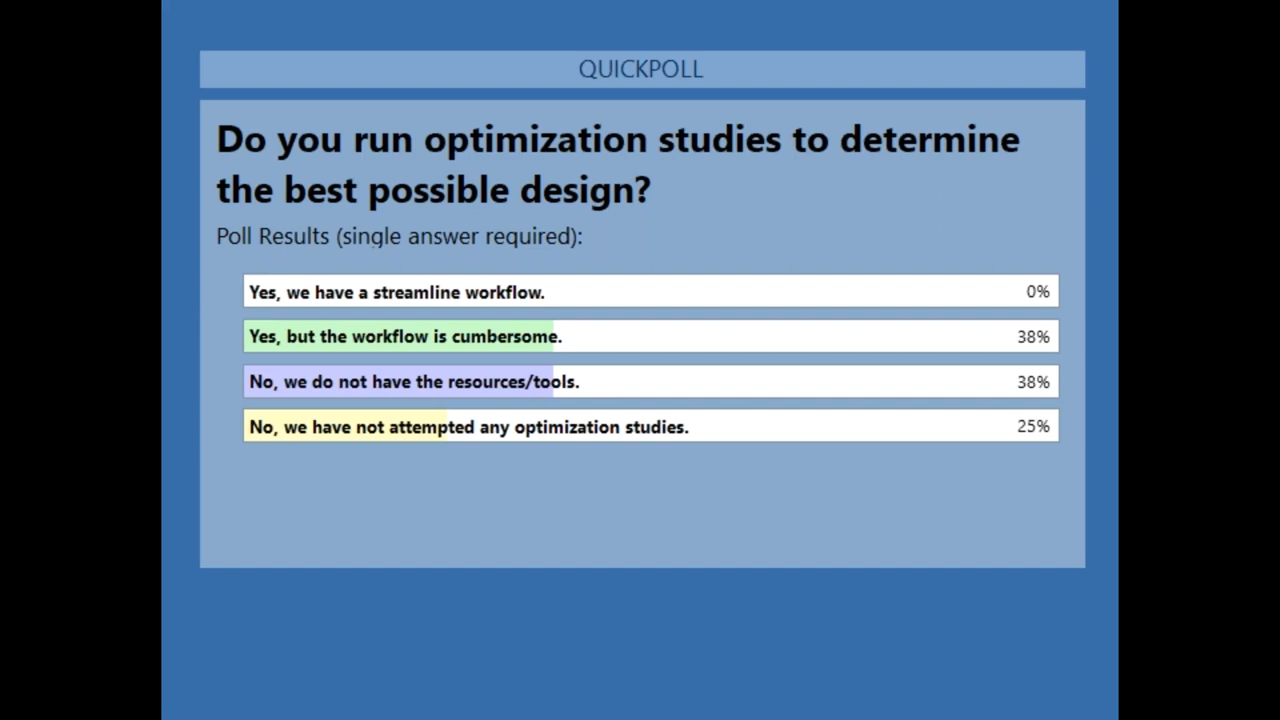 QUICKPOLL
Do you run optimization studies to determine
the best possible design?
Poll Results (single answer required):
Yes, we have a streamline workflow. 0%
Yes, but the workflow is cumbersome. 38%
No, we do not have the resources/tools. 38%
No, we have not attempted any optimization studies. 25%